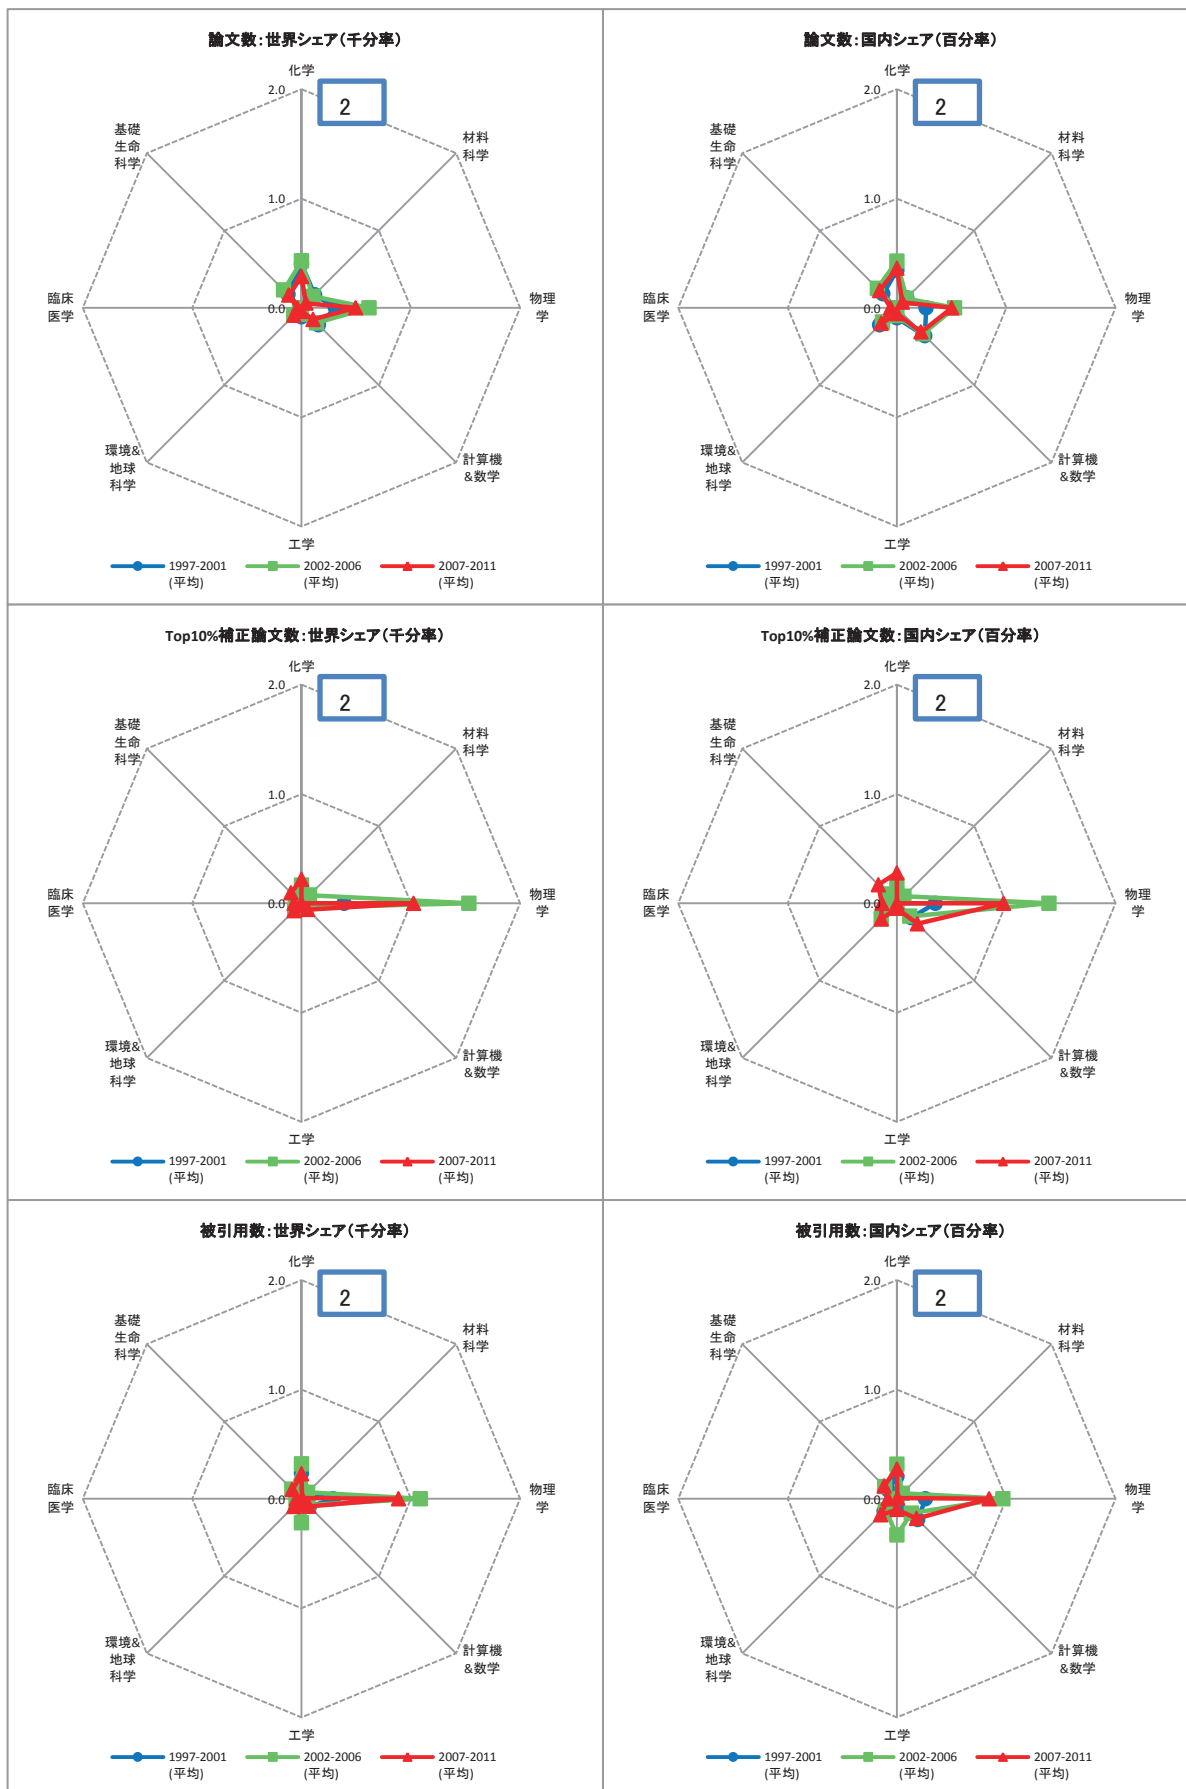 論文数：世界シェア（千分率）
化学
2.0
2
基礎
生命
科学
材料
科学
1.0
臨床
医学
0.0
物理
学
環境&
地球
科学
計算機
&数学
工学
1997-2001
(平均)
2002-2006
(平均)
2007-2011
(平均)
論文数：国内シェア（百分率）
化学
2.0
2
基礎
生命
科学
材料
科学
1.0
臨床
医学
0.0
物理
学
環境&
地球
科学
計算機
&数学
工学
1997-2001
(平均)
2002-2006
(平均)
2007-2011
(平均)
Top10%補正論文数：世界シェア（千分率）
化学
2.0
2
基礎
生命
科学
材料
科学
1.0
臨床
医学
0.0
物理
学
環境&
地球
科学
計算機
&数学
工学
1997-2001
(平均)
2002-2006
(平均)
2007-2011
(平均)
Top10%補正論文数：国内シェア（百分率）
化学
2.0
2
基礎
生命
科学
材料
科学
1.0
臨床
医学
0.0
物理
学
環境&
地球
科学
計算機
&数学
工学
1997-2001
(平均)
2002-2006
(平均)
2007-2011
(平均)
被引用数：世界シェア（千分率）
化学
2.0
2
基礎
生命
科学
材料
科学
1.0
臨床
医学
0.0
物理
学
環境&
地球
科学
計算機
&数学
工学
1997-2001
(平均)
2002-2006
(平均)
2007-2011
(平均)
被引用数：国内シェア（百分率）
化学
2.0
2
基礎
生命
科学
材料
科学
1.0
臨床
医学
0.0
物理
学
環境&
地球
科学
計算機
&数学
工学
1997-2001
(平均)
2002-2006
(平均)
2007-2011
(平均)